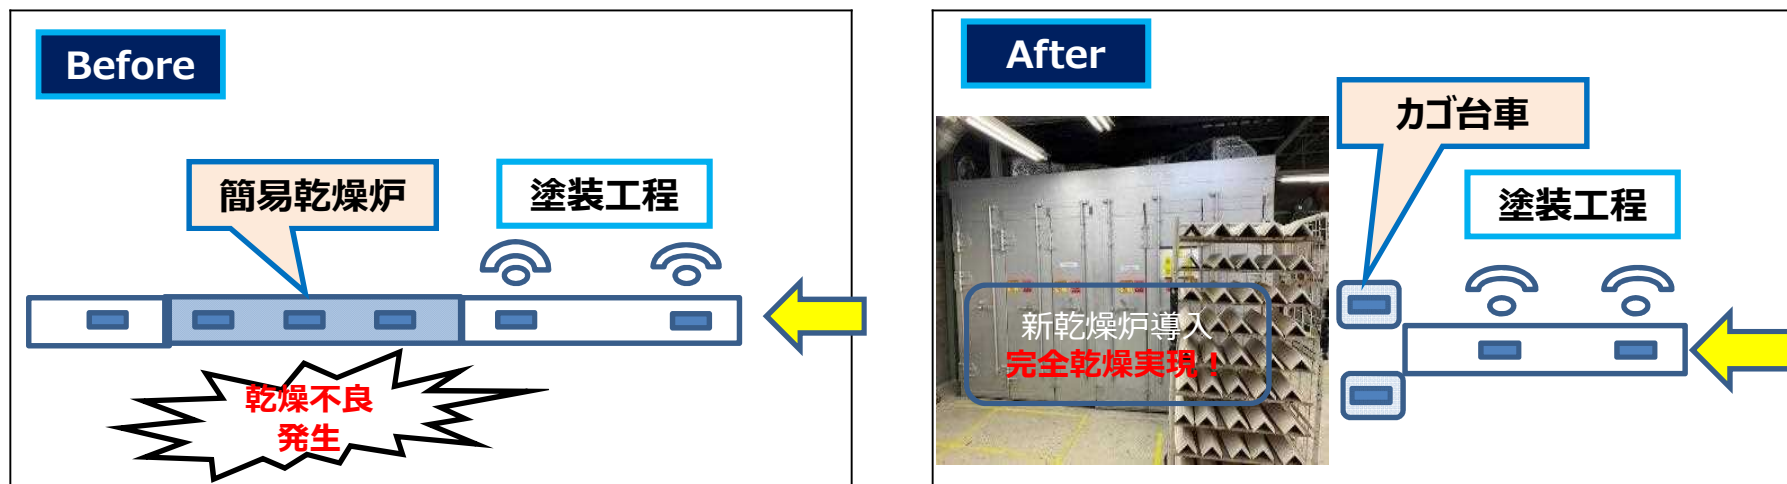 Before
簡易乾燥炉
塗装工程
乾燥不良
発生
After
カゴ台車
塗装工程
新乾燥炉導入
完全乾燥実現！